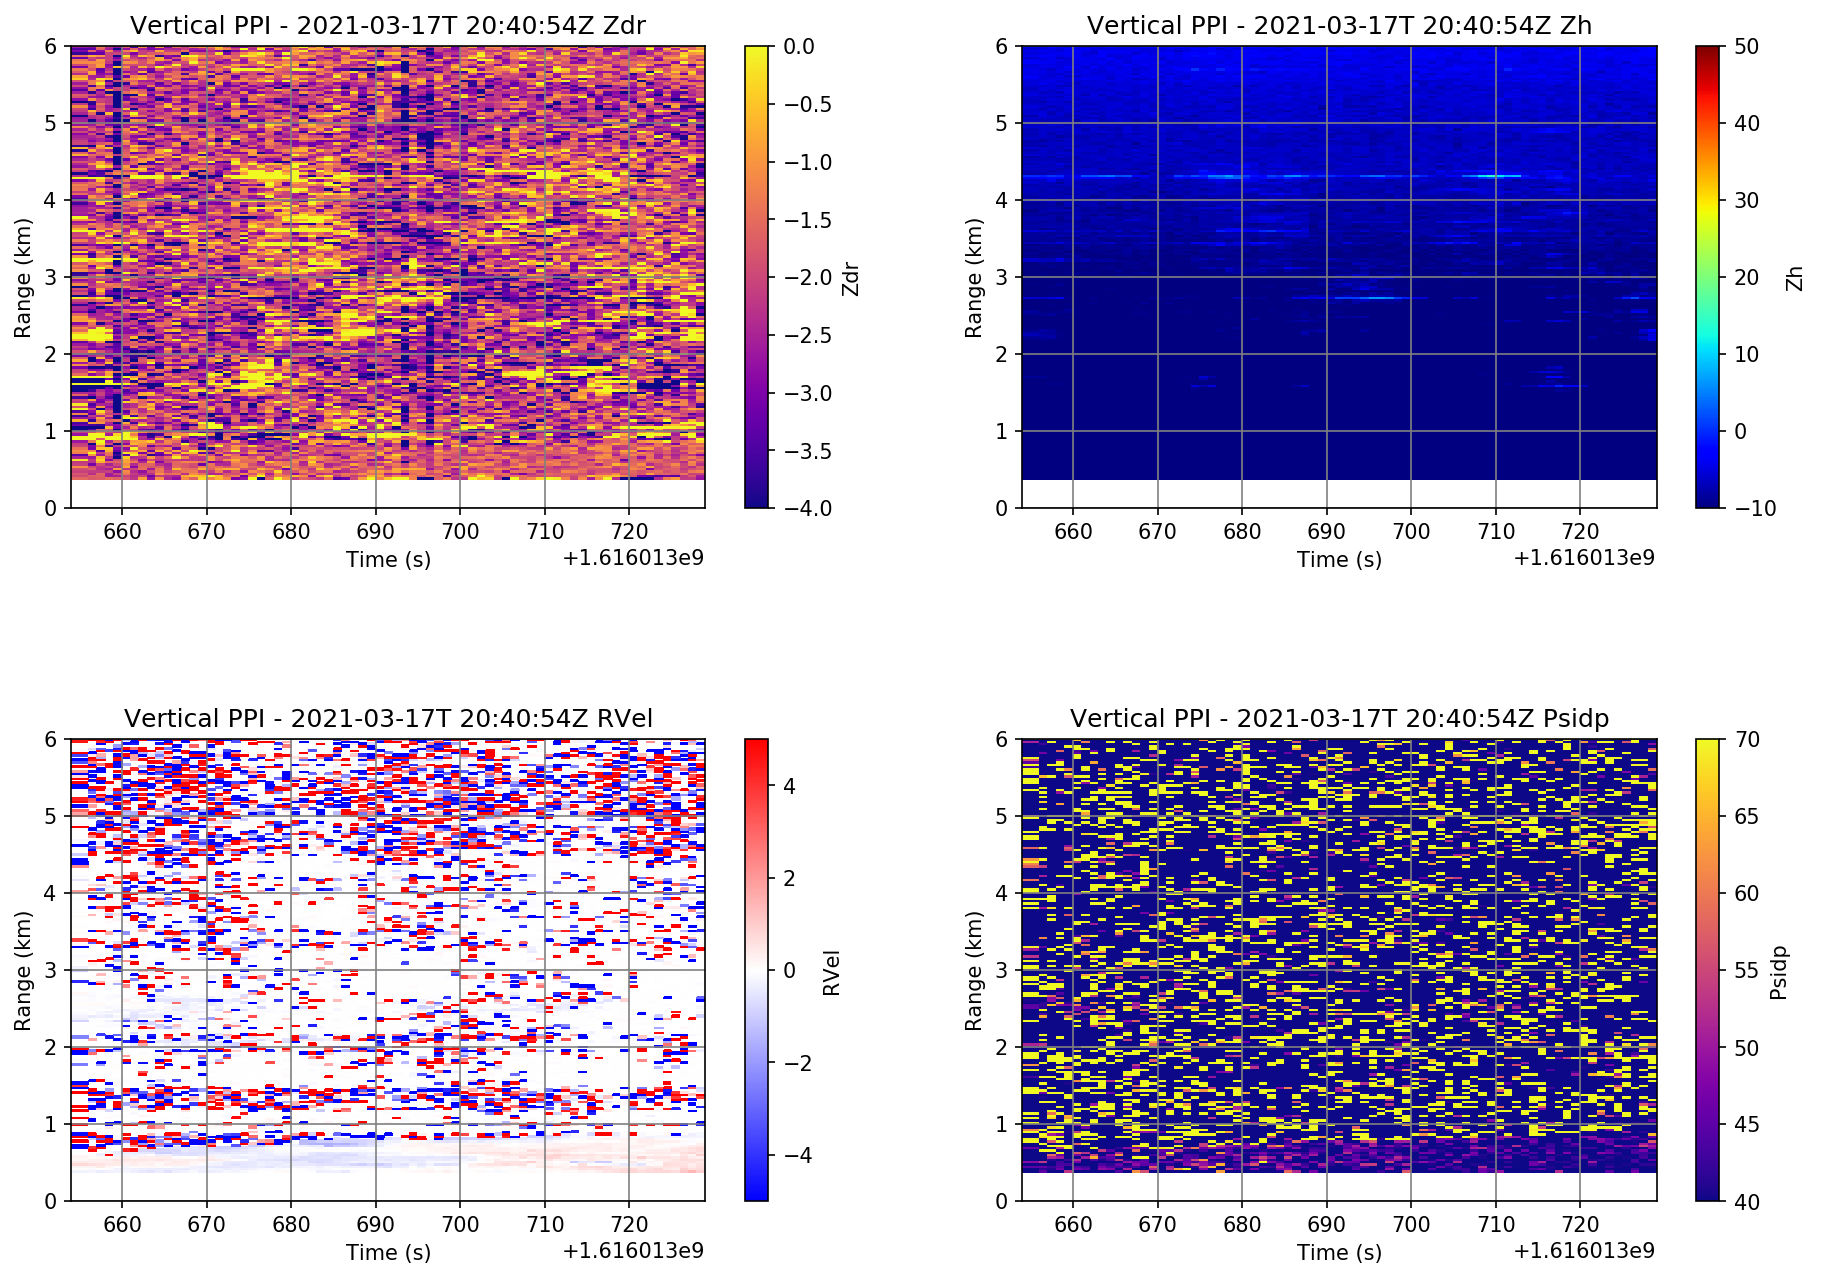 Vertical PPI - 2021-03-17T 20:40:54Z Zdr
6
5
4
3
2
1
0
Range (km)
660 670 680 690 700 710 720
Time (s)
+1.616013e9
0.0
−0.5
−1.0
−1.5
−2.0
−2.5
−3.0
−3.5
−4.0
Zdr
Vertical PPI - 2021-03-17T 20:40:54Z Zh
6
5
4
3
2
1
0
Range (km)
660 670 680 690 700 710 720
Time (s)
+1.616013e9
50
40
30
20
10
0
−10
Zh
Vertical PPI - 2021-03-17T 20:40:54Z RVel
6
5
4
3
2
1
0
Range (km)
660 670 680 690 700 710 720
Time (s)
+1.616013e9
4
2
0
−2
−4
RVel
Vertical PPI - 2021-03-17T 20:40:54Z Psidp
6
5
4
3
2
1
0
Range (km)
660 670 680 690 700 710 720
Time (s)
+1.616013e9
70
65
60
55
50
45
40
Psidp